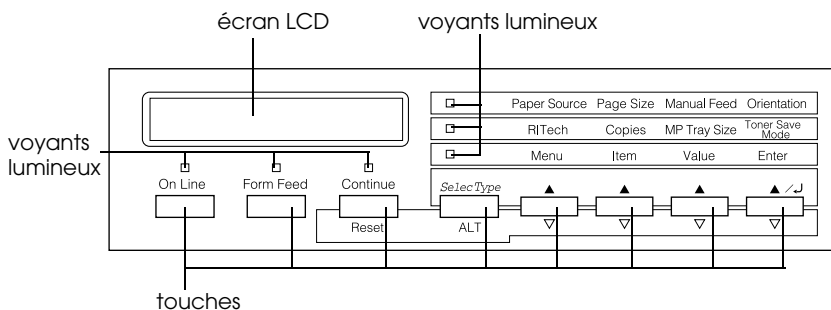 écran LCD
voyants lumineux
Paper Source Page Size Manual Feed Orientation
RITech Copies MP Tray Size Toner Save Mode
Menu Item Value Enter
voyants
lumineux
On Line Form Feed Continue SelecType
Reset ALT
touches